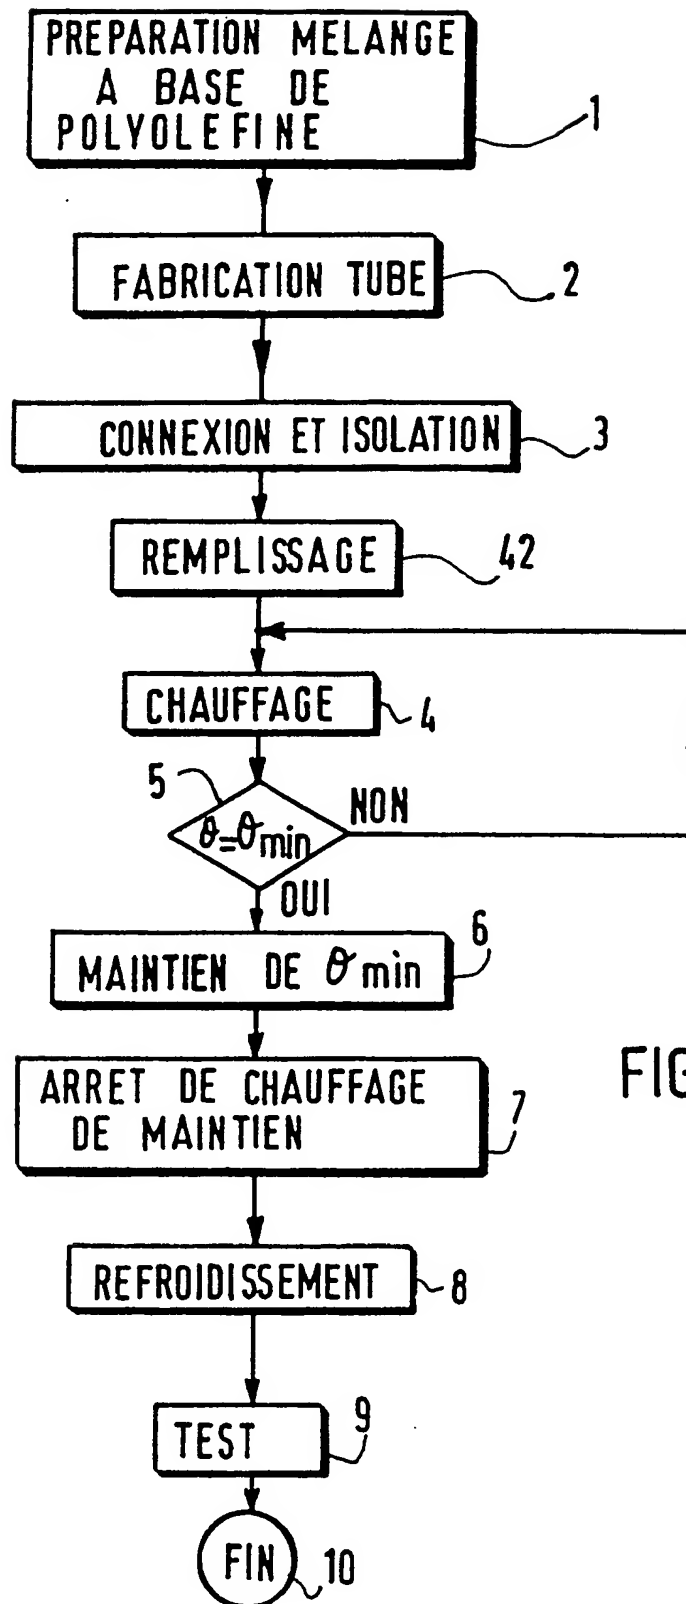 PREPARATION MELANGE
A BASE DE
POLYOLEFINE
1
FABRICATION TUBE
2
CONNEXION ET ISOLATION
3
REMPLISSAGE
42
CHAUFFAGE
4
5
θ=θmin
NON
OUI
MAINTIEN DE θmin
6
ARRET DE CHAUFFAGE
DE MAINTIEN
7
FIG
REFROIDISSEMENT
8
TEST
9
FIN
10